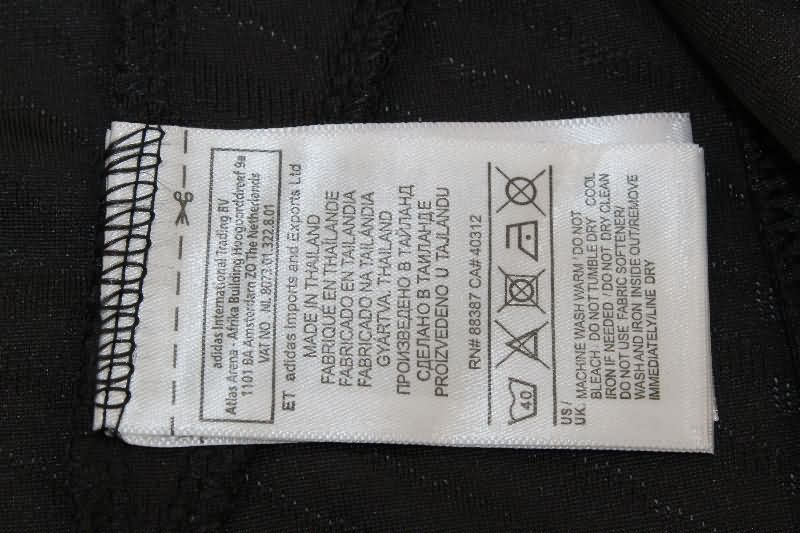 adidas International Trading BV
Atlas Arena - Afrika Building Hoogoorddreef 9a
1101 BA Amsterdam ZO The Netherlands
VAT NO. NL 8073.01.322.B.01
ET adidas Imports and Exports Ltd
MADE IN THAILAND
FABRIQUE EN THAÏLANDE
FABRICADO EN TAILANDIA
FABRICADO NA TAILÂNDIA
GYÁRTVA, THAILAND
ПРОИЗВЕДЕНО В ТАЙЛАНД
СДЕЛАНО В ТАИЛАНДЕ
PROIZVEDENO U TAJLANDU
RN# 88387 CA# 40312
40
US/
UK: MACHINE WASH WARM / DO NOT
BLEACH / DO NOT TUMBLE DRY / COOL
IRON IF NEEDED / DO NOT DRY CLEAN
DO NOT USE FABRIC SOFTENER/
WASH AND IRON INSIDE OUT/REMOVE
IMMEDIATELY/LINE DRY